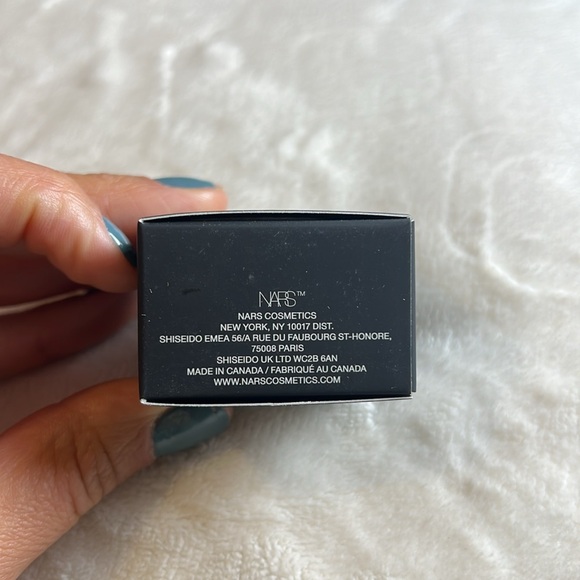 NARS™
NARS COSMETICS
NEW YORK, NY 10017 DIST.
SHISEIDO EMEA 56/A RUE DU FAUBOURG ST-HONORE,
75008 PARIS
SHISEIDO UK LTD WC2B 6AN
MADE IN CANADA / FABRIQUÉ AU CANADA
WWW.NARSCOSMETICS.COM